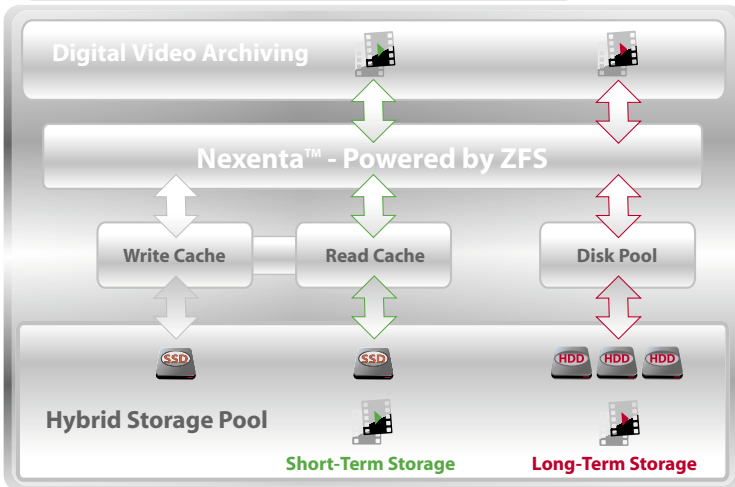 Digital Video Archiving
Nexenta™ - Powered by ZFS
Write Cache
Read Cache
Disk Pool
SSD
SSD
HDD
HDD
HDD
Hybrid Storage Pool
Short-Term Storage
Long-Term Storage